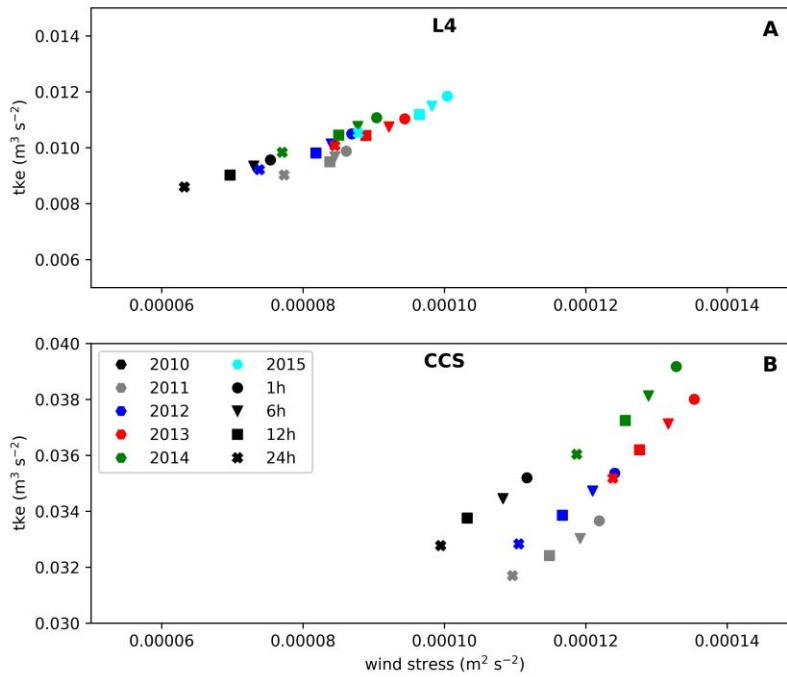 L4
A
0.014
0.012
0.010
0.008
0.006
tke (m³ s⁻²)
0.00006 0.00008 0.00010 0.00012 0.00014
CCS
B
0.040
0.038
0.036
0.034
0.032
0.030
tke (m³ s⁻²)
2010 2015
2011 1h
2012 6h
2013 12h
2014 24h
0.00006 0.00008 0.00010 0.00012 0.00014
wind stress (m² s⁻²)